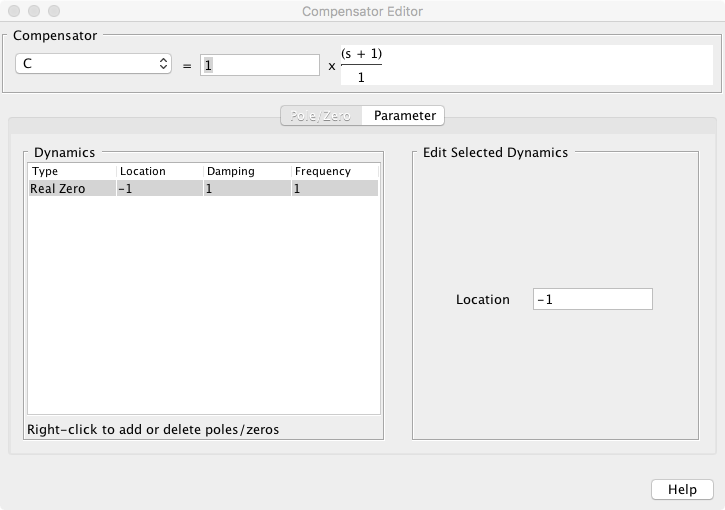 Compensator Editor
Compensator
C
=
1
x
(s + 1)
1
Pole/Zero
Parameter
Dynamics
Type Location Damping Frequency
Real Zero -1 1 1
Right-click to add or delete poles/zeros
Edit Selected Dynamics
Location -1
Help